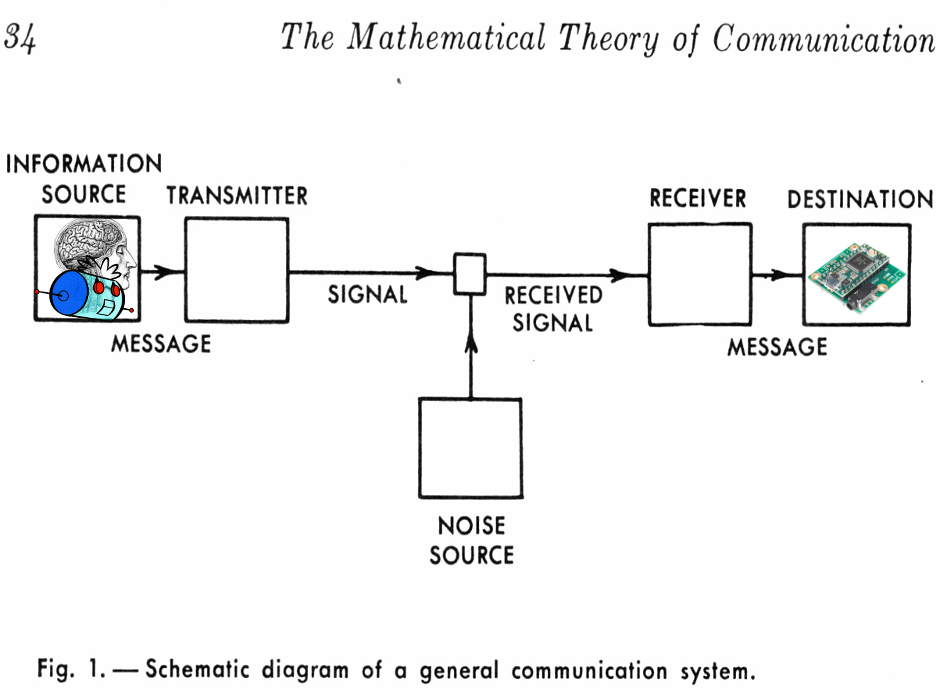 34 The Mathematical Theory of Communication
INFORMATION
SOURCE
TRANSMITTER
RECEIVER
DESTINATION
SIGNAL
RECEIVED
SIGNAL
MESSAGE
MESSAGE
NOISE
SOURCE
Fig. 1. — Schematic diagram of a general communication system.